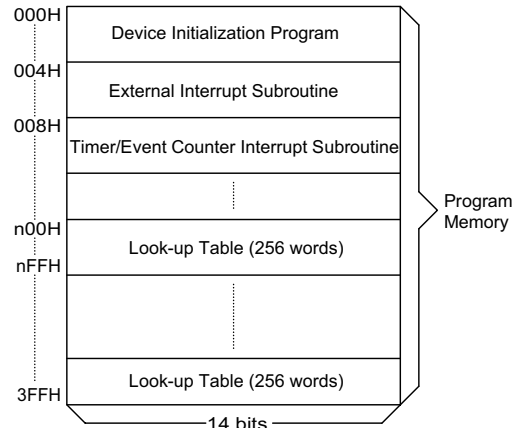 000H
Device Initialization Program
004H
External Interrupt Subroutine
008H
Timer/Event Counter Interrupt Subroutine
Program
Memory
n00H
Look-up Table (256 words)
nFFH
Look-up Table (256 words)
3FFH
14 bits